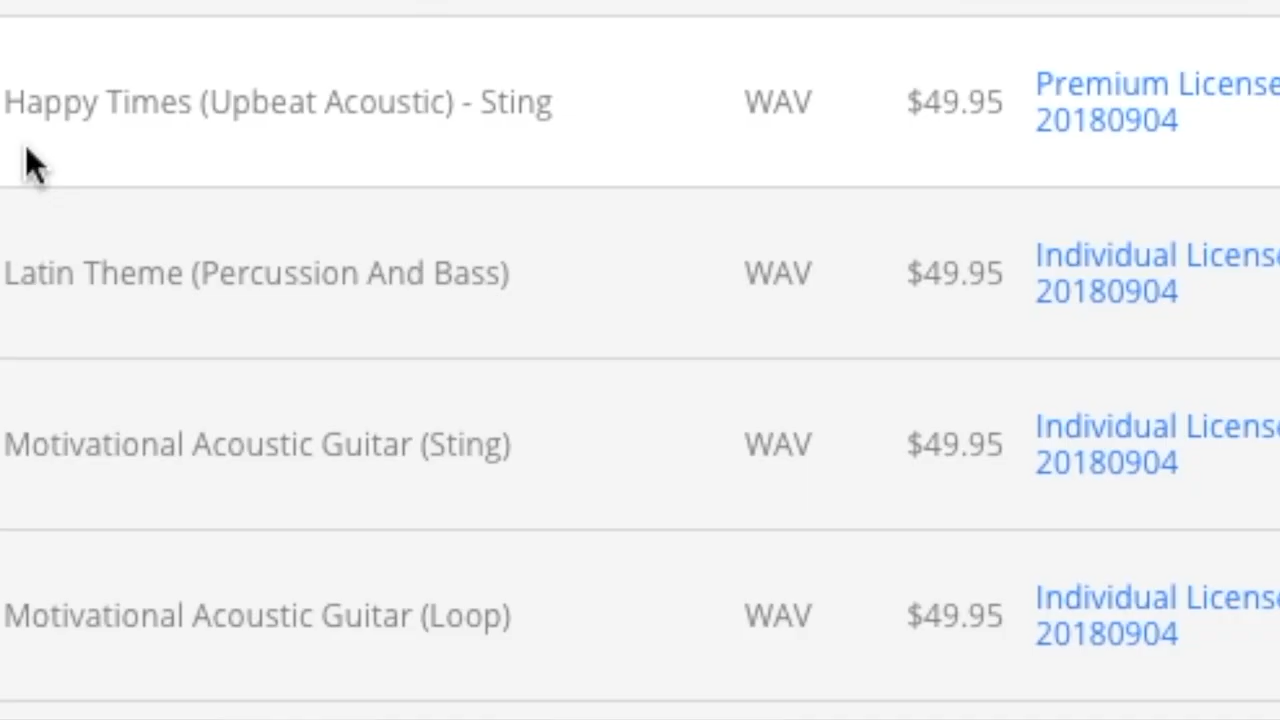 Happy Times (Upbeat Acoustic) - Sting WAV $49.95 Premium License
20180904
Latin Theme (Percussion And Bass) WAV $49.95 Individual License
20180904
Motivational Acoustic Guitar (Sting) WAV $49.95 Individual License
20180904
Motivational Acoustic Guitar (Loop) WAV $49.95 Individual License
20180904